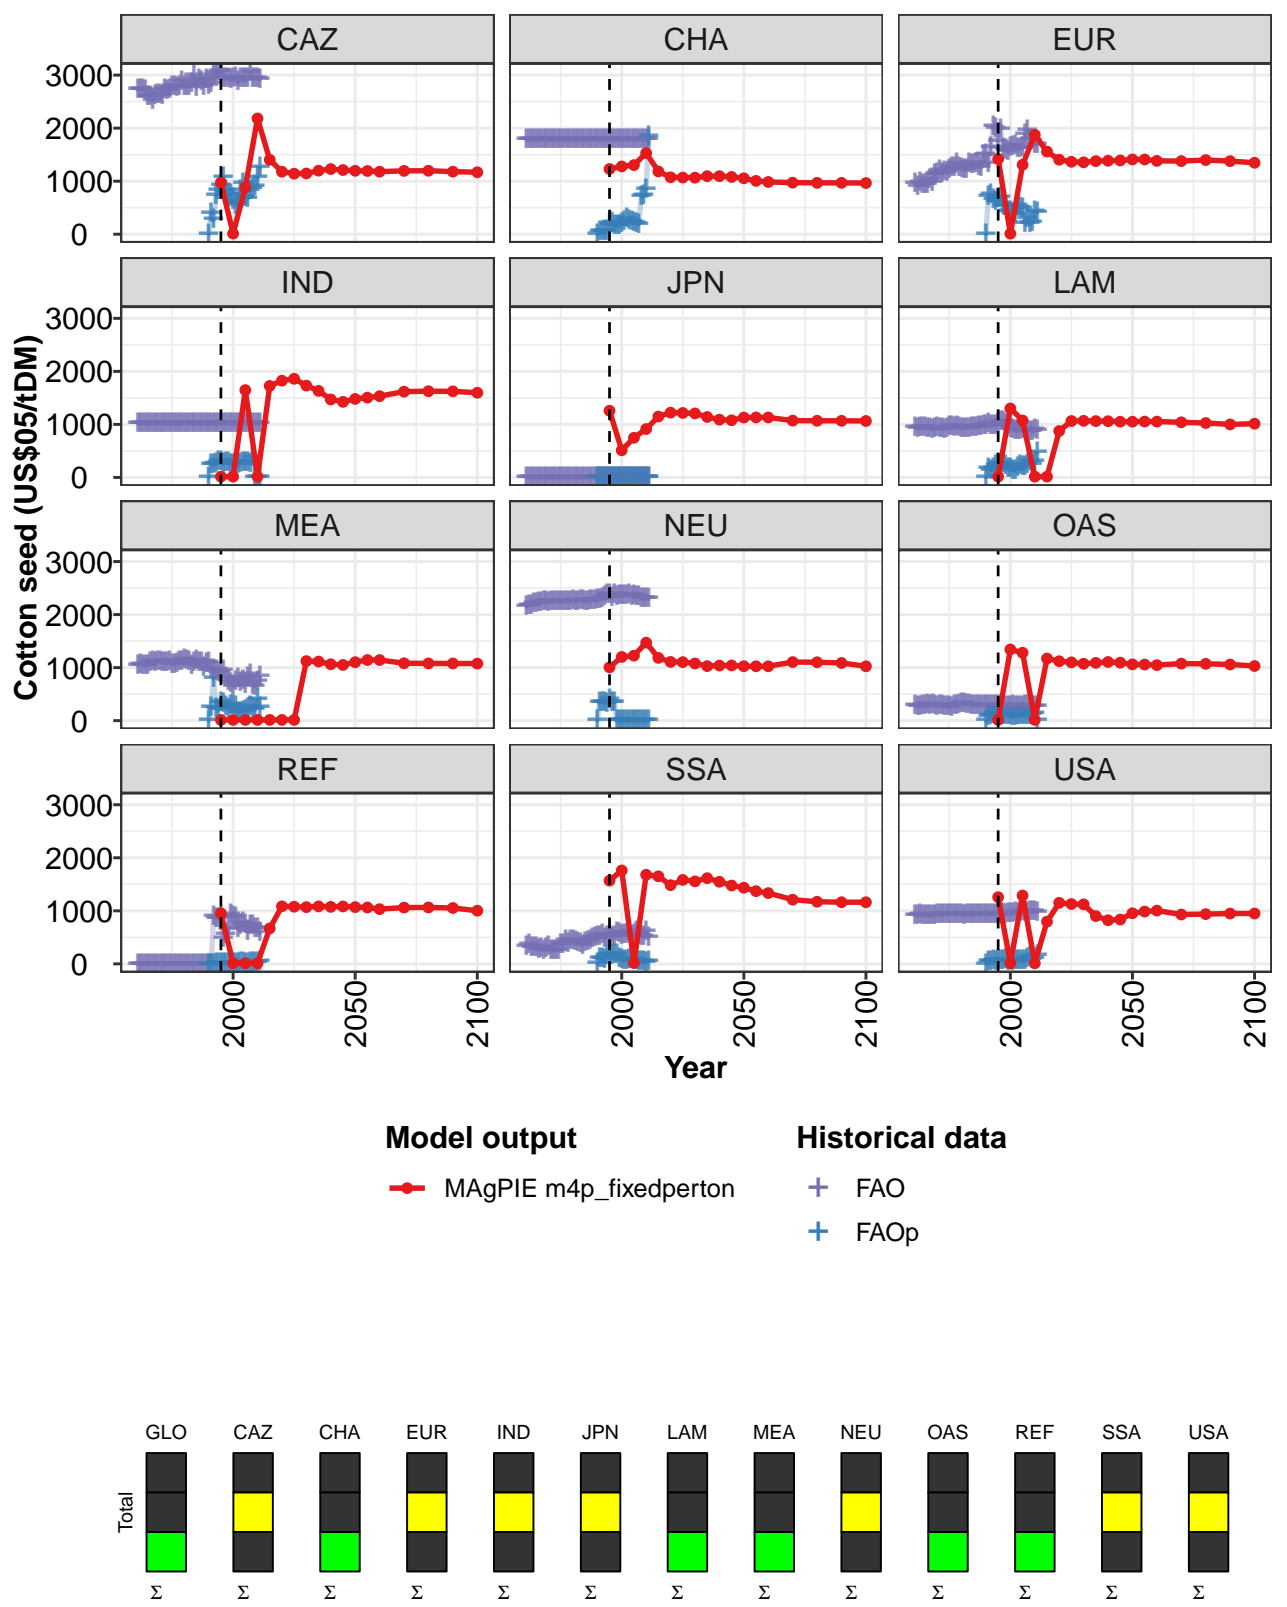 CAZ CHA EUR
3000
2000
1000
0
IND JPN LAM
3000
2000
1000
0
MEA NEU OAS
3000
2000
1000
0
REF SSA USA
3000
2000
1000
0
Cotton seed (US$05/tDM)
2000 2050 2100 2000 2050 2100 2000 2050 2100
Year
Model output Historical data
MAgPIE m4p_fixedperton FAO
FAOp
GLO CAZ CHA EUR IND JPN LAM MEA NEU OAS REF SSA USA
Total
Σ Σ Σ Σ Σ Σ Σ Σ Σ Σ Σ Σ Σ